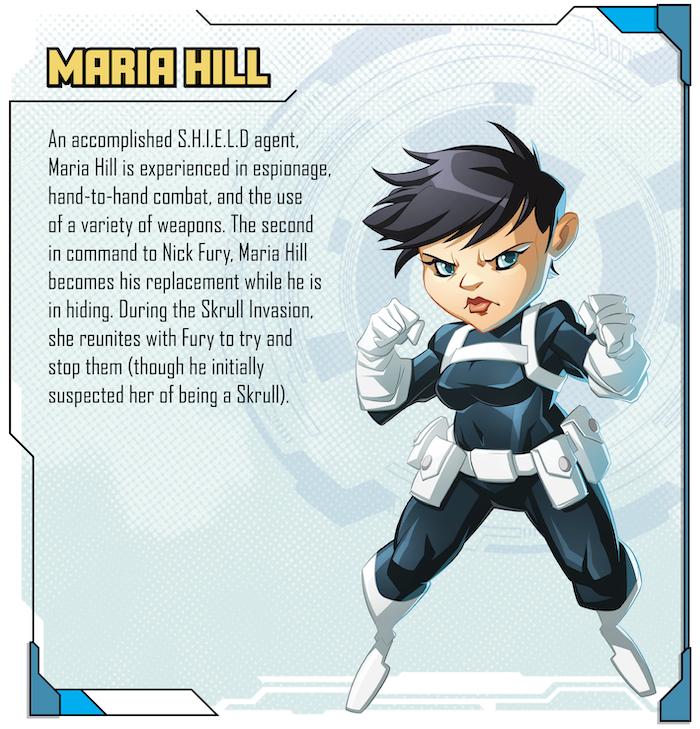 MARIA HILL
An accomplished S.H.I.E.L.D agent,
Maria Hill is experienced in espionage,
hand-to-hand combat, and the use
of a variety of weapons. The second
in command to Nick Fury, Maria Hill
becomes his replacement while he is
in hiding. During the Skrull Invasion,
she reunites with Fury to try and
stop them (though he initially
suspected her of being a Skrull).